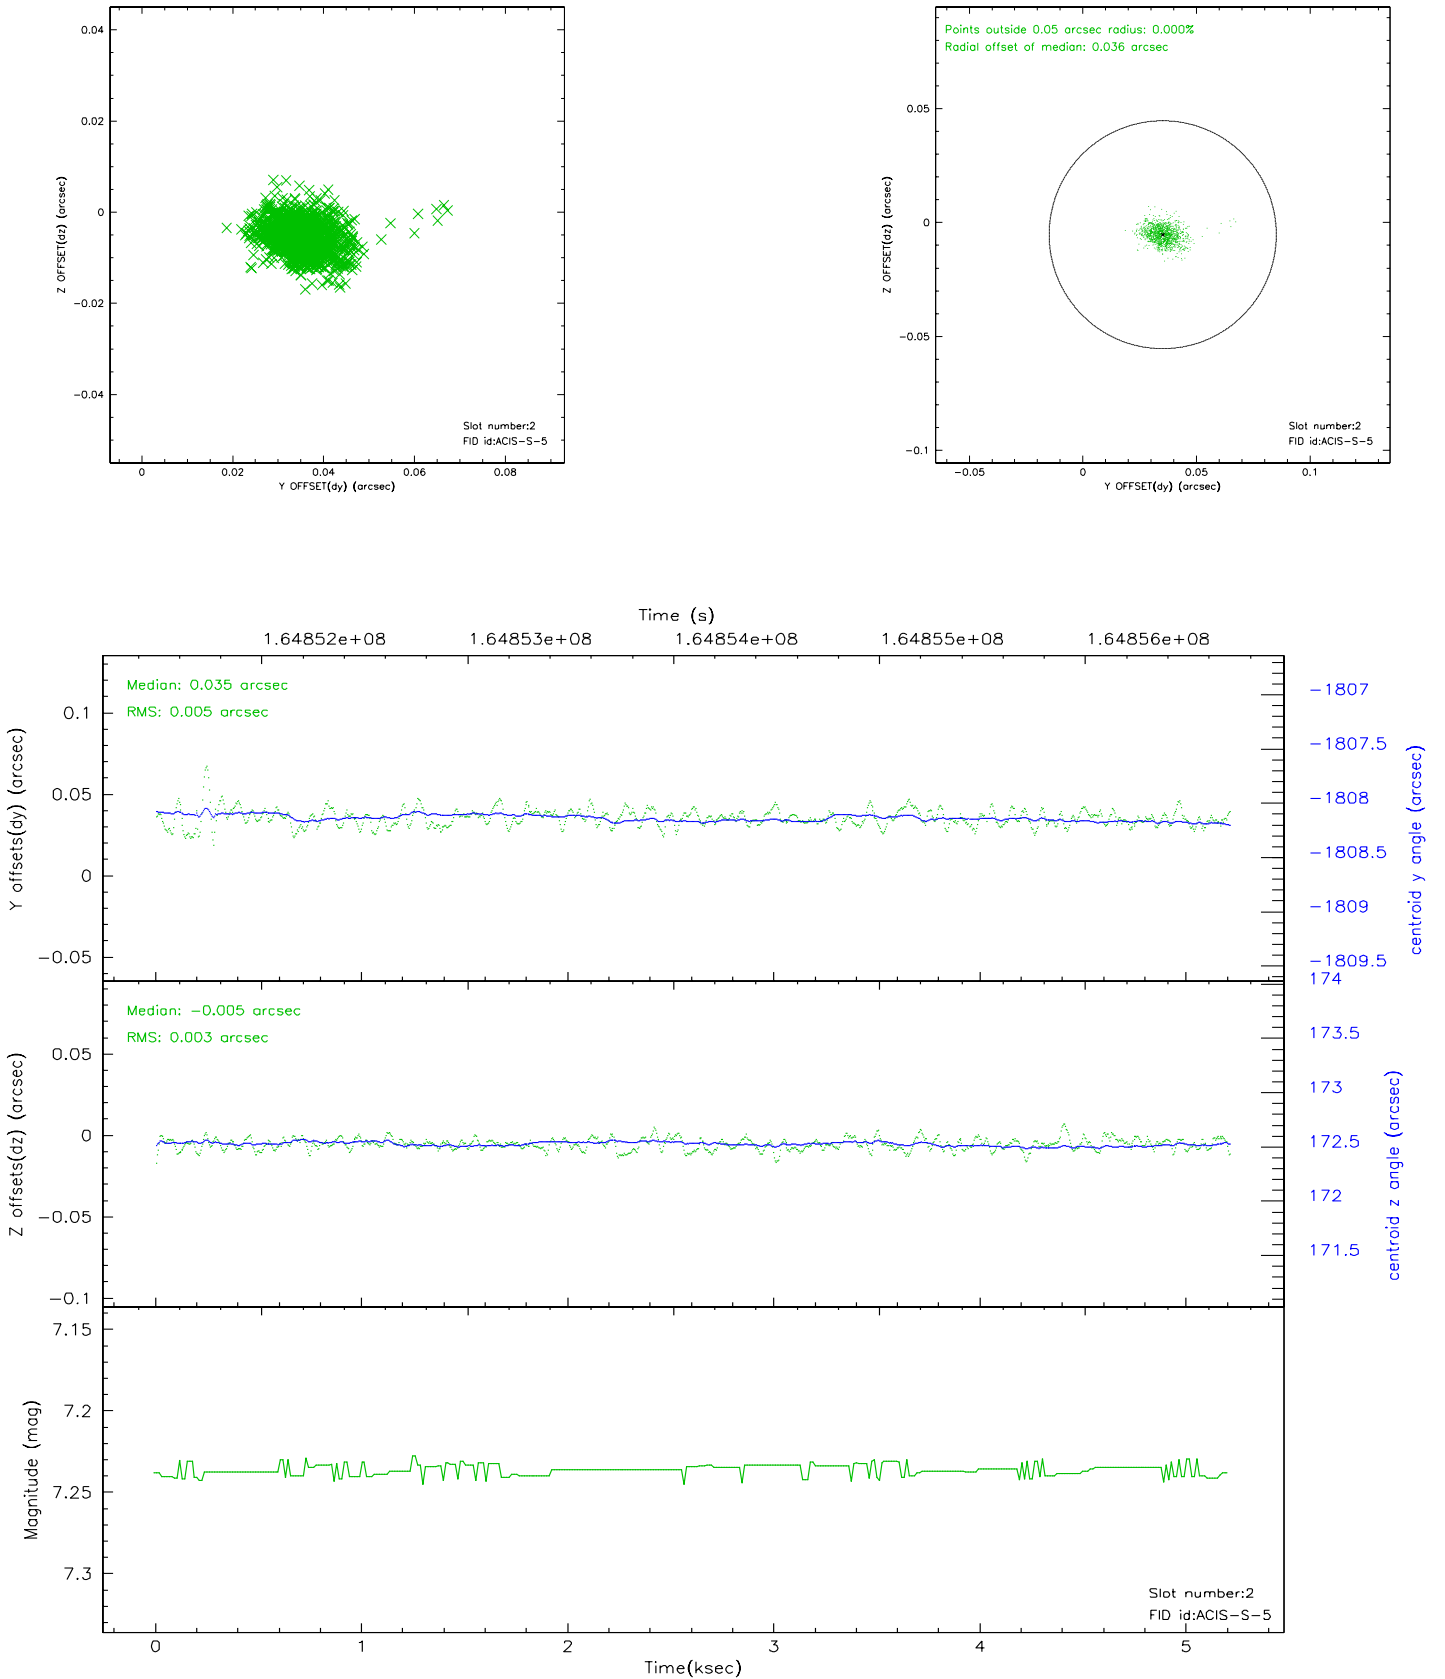 0.04
0.02
0
−0.02
−0.04
Z OFFSET(dz) (arcsec)
Slot number:2
FID id:ACIS−S−5
0 0.02 0.04 0.06 0.08
Y OFFSET(dy) (arcsec)
Points outside 0.05 arcsec radius: 0.000%
Radial offset of median: 0.036 arcsec
0.05
0
−0.05
−0.1
Z OFFSET(dz) (arcsec)
Slot number:2
FID id:ACIS−S−5
−0.05 0 0.05 0.1
Y OFFSET(dy) (arcsec)
Time (s)
1.64852e+08 1.64853e+08 1.64854e+08 1.64855e+08 1.64856e+08
Median: 0.035 arcsec
RMS: 0.005 arcsec
0.1
0.05
0
−0.05
Y offsets(dy) (arcsec)
−1807
−1807.5
−1808
−1808.5
−1809
−1809.5
centroid y angle (arcsec)
Median: −0.005 arcsec
RMS: 0.003 arcsec
0.05
0
−0.05
−0.1
Z offsets(dz) (arcsec)
174
173.5
173
172.5
172
171.5
centroid z angle (arcsec)
7.15
7.2
7.25
7.3
Magnitude (mag)
Slot number:2
FID id:ACIS−S−5
0 1 2 3 4 5
Time(ksec)